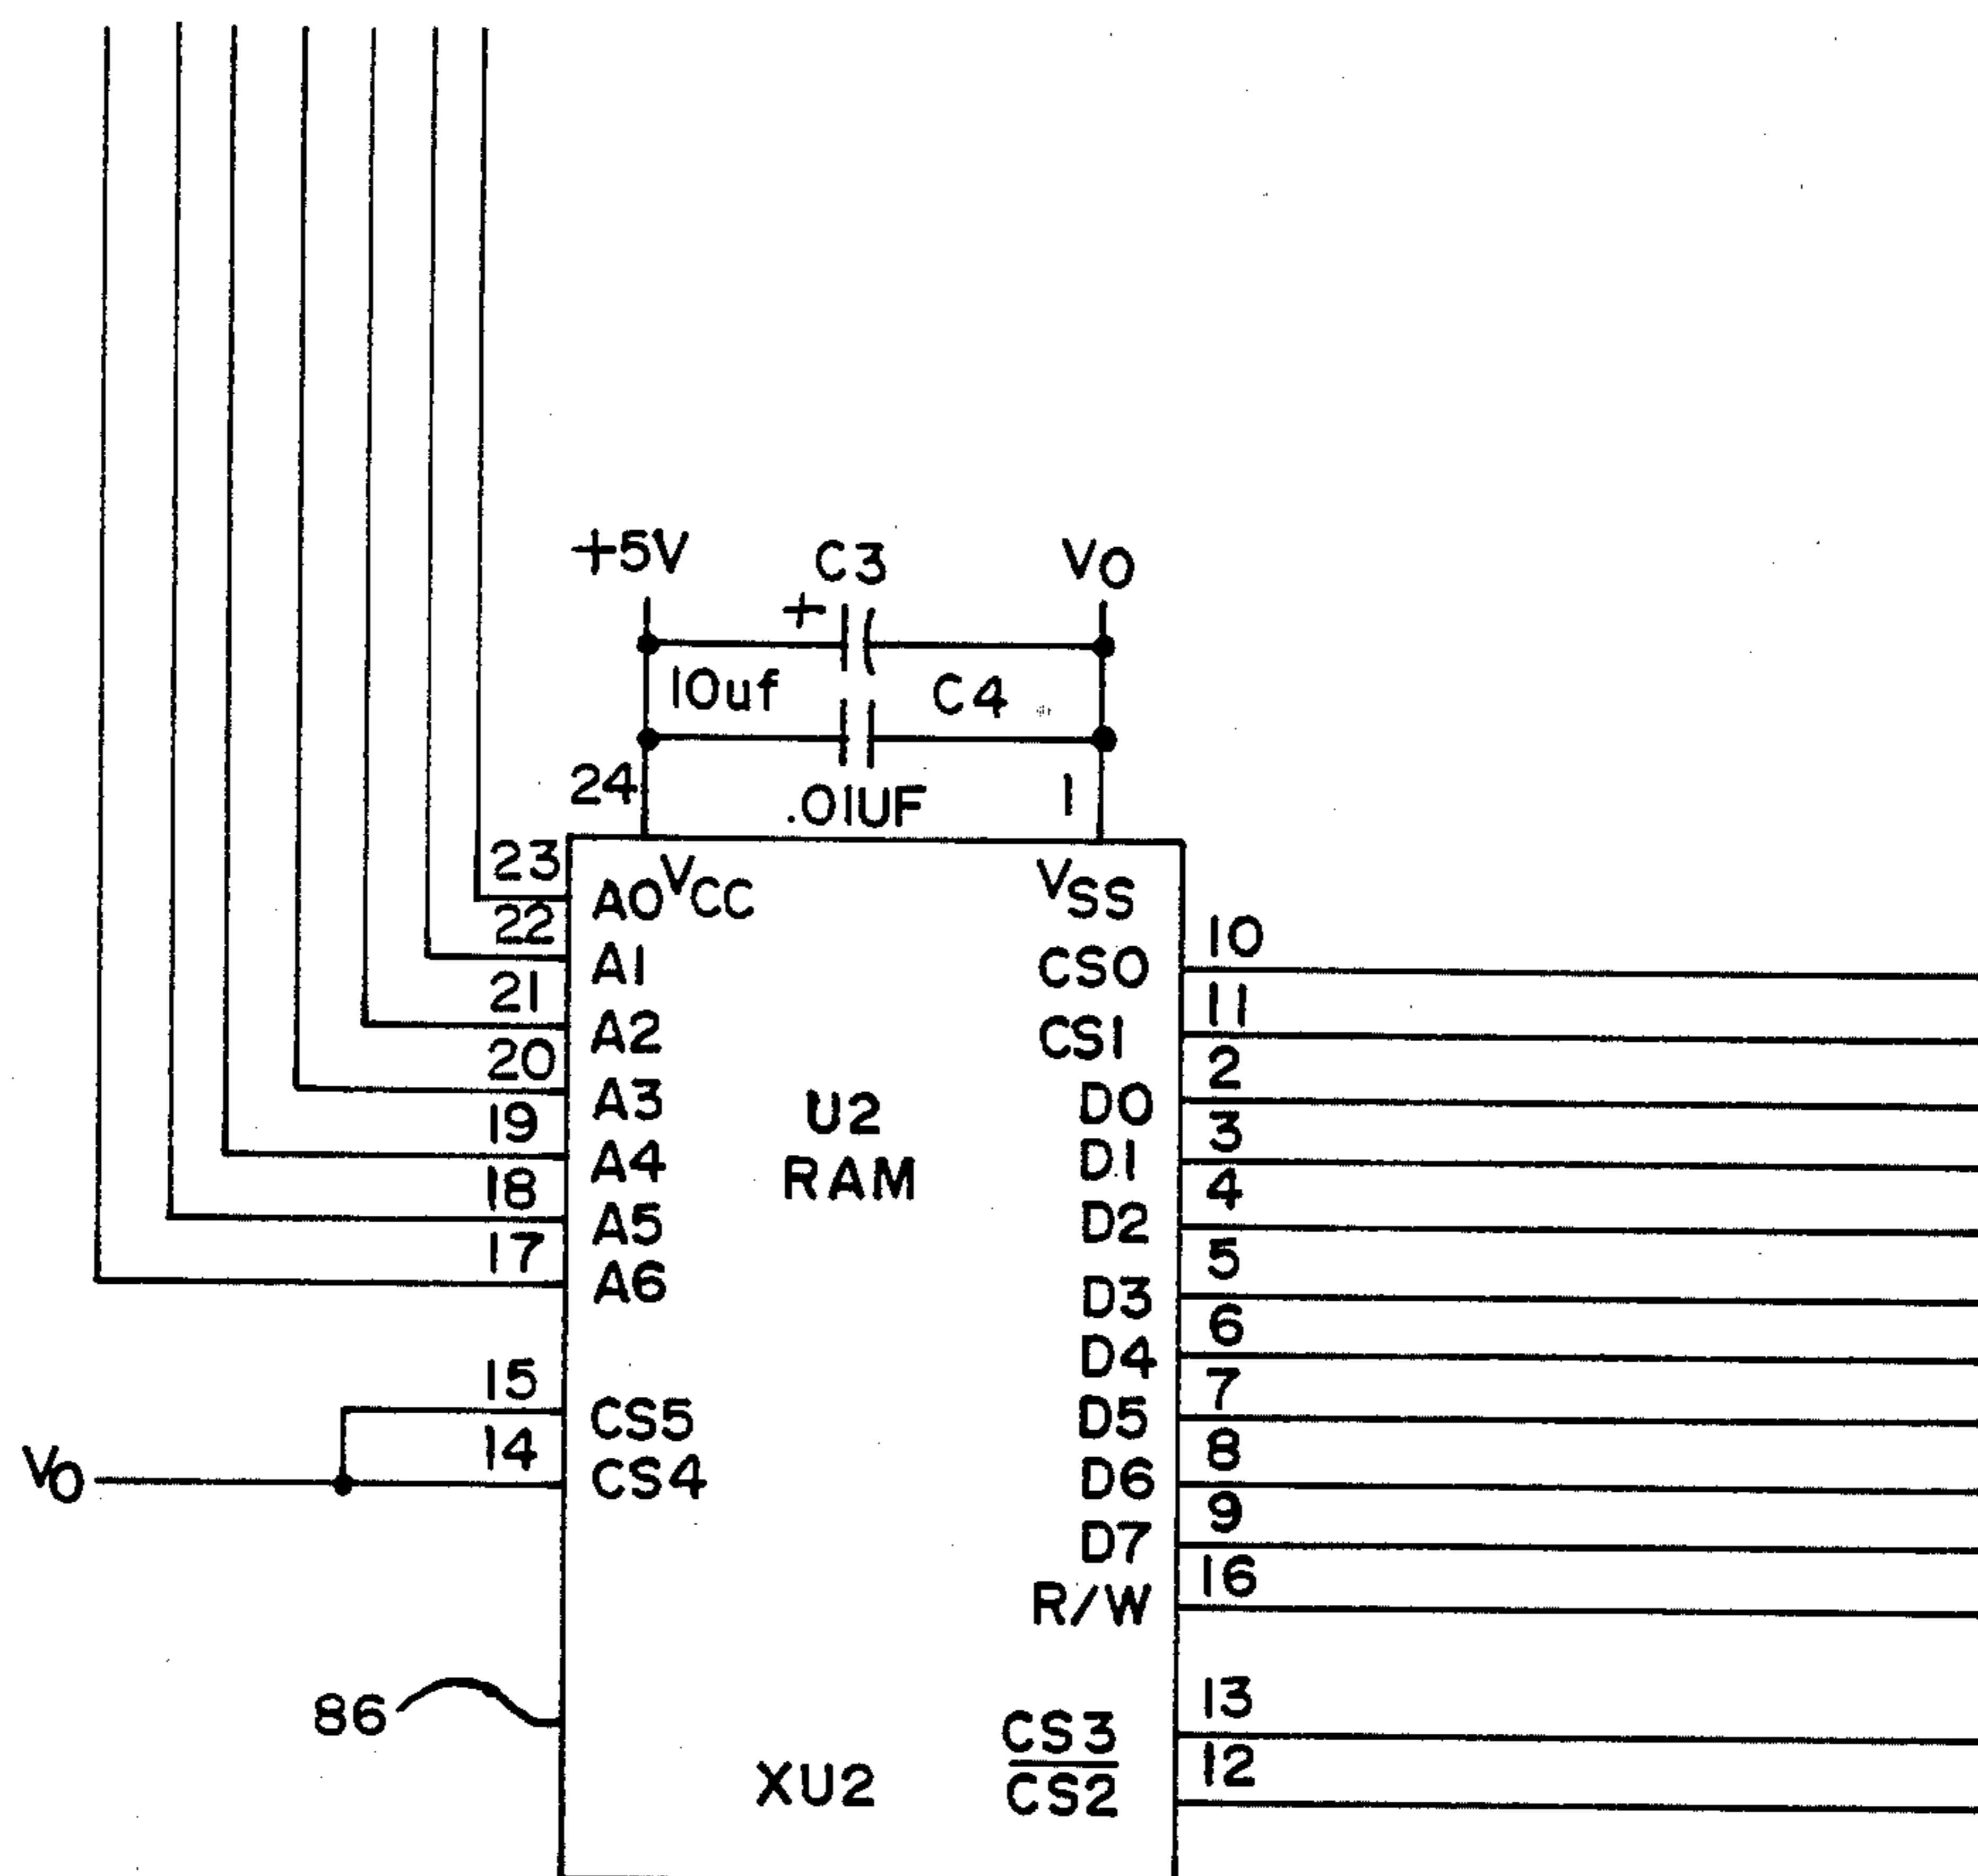 +5V
C3
VO
+
10uf
C4
24
.01UF
1
23
A0
VCC
VSS
22
A1
CS0
10
21
A2
CS1
11
20
A3
D0
2
19
A4
U2
RAM
D1
3
18
A5
D2
4
17
A6
D3
5
D4
6
15
CS5
D5
7
VO
14
CS4
D6
8
D7
9
R/W
16
86
CS3
13
XU2
CS2
12